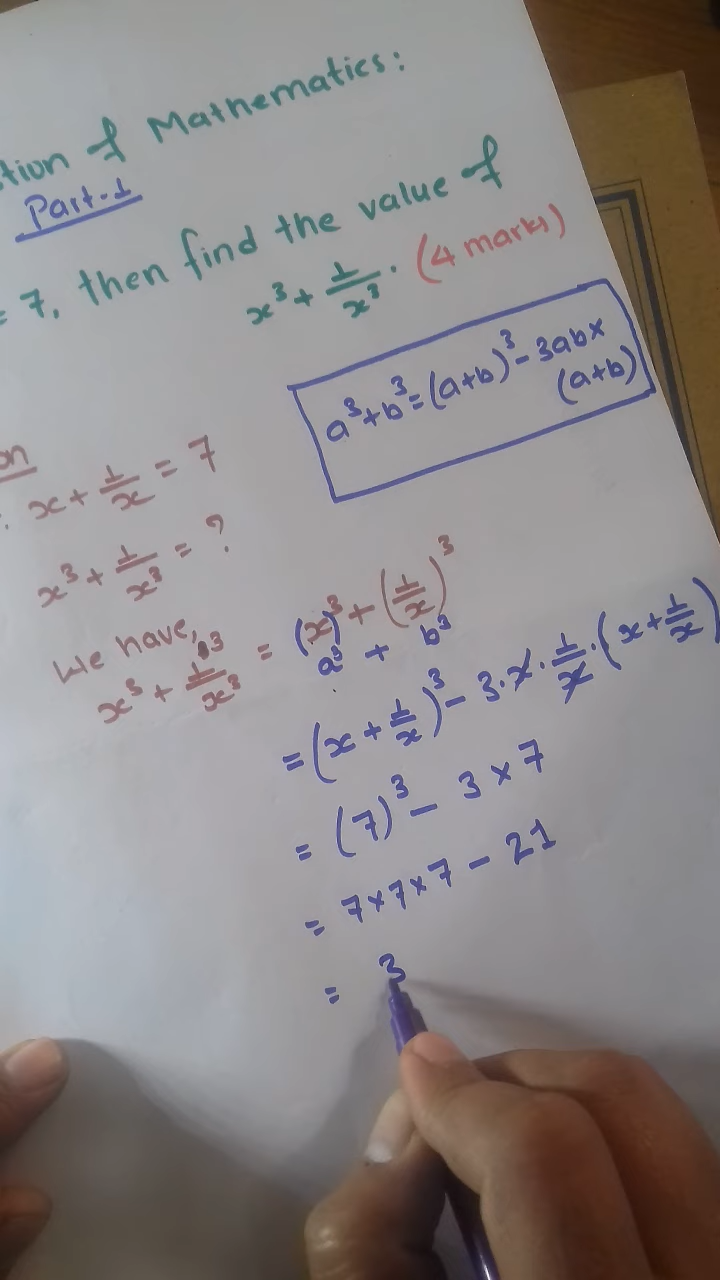 tion of Mathematics:
Part-1
= 7, then find the value of
x³ + 1/x³. (4 marks)
a³+b³=(a+b)³-3ab×
(a+b)
on
: x + 1/x = 7
x³ + 1/x³ = ?
We have,
x³ + 1/x³ = (x)³ + (1/x)³
a³ + b³
= (x + 1/x)³ - 3·x·1/x·(x + 1/x)
= (7)³ - 3 × 7
= 7×7×7 - 21
= 3